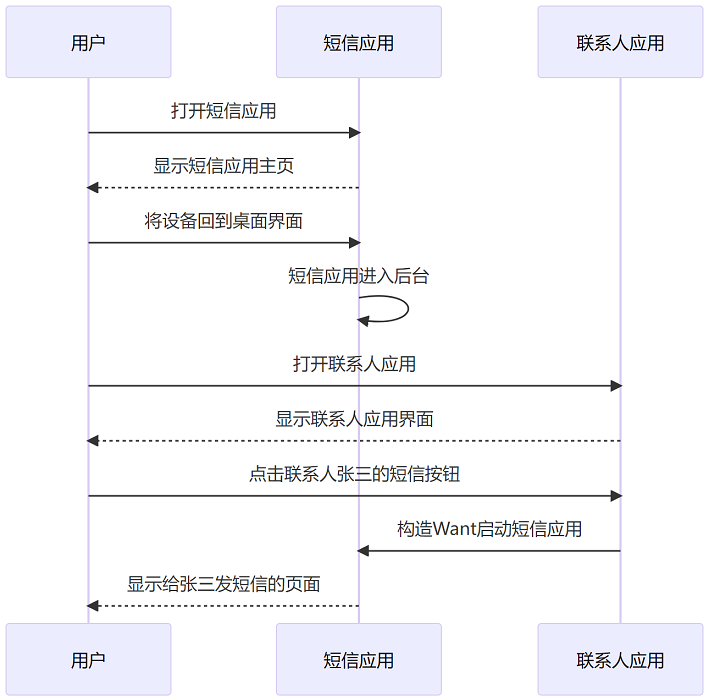 用户
短信应用
联系人应用
打开短信应用
显示短信应用主页
将设备回到桌面界面
短信应用进入后台
打开联系人应用
显示联系人应用界面
点击联系人张三的短信按钮
构造Want启动短信应用
显示给张三发短信的页面
用户
短信应用
联系人应用